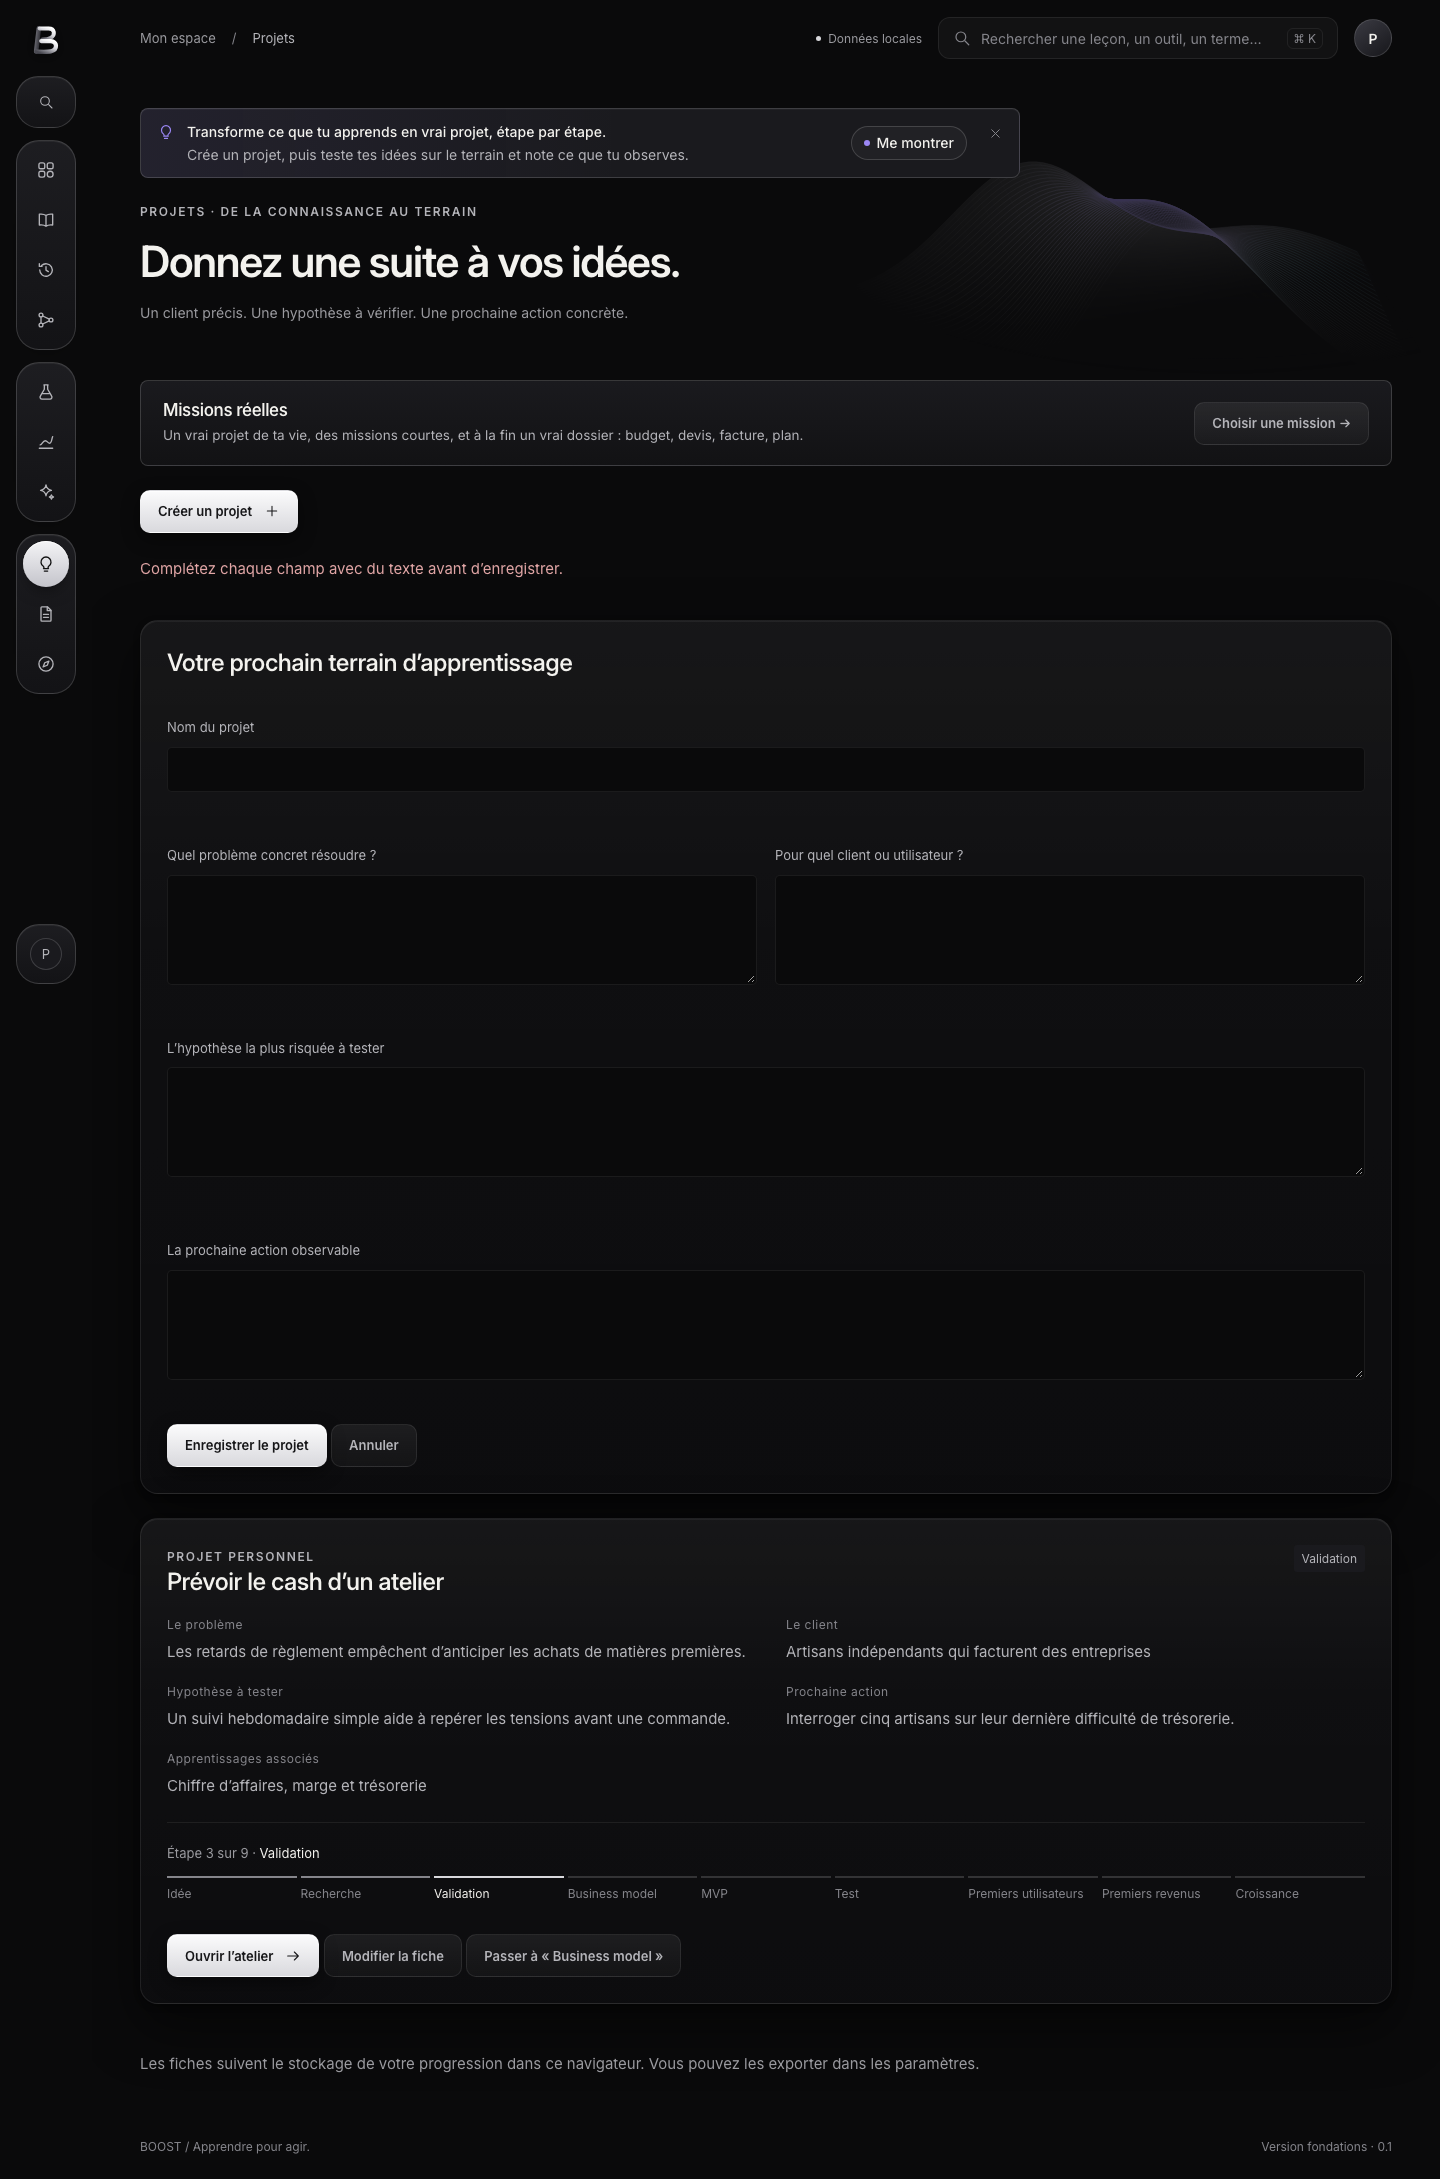 B
Mon espace / Projets
Données locales
Rechercher une leçon, un outil, un terme...
⌘ K
P
Transforme ce que tu apprends en vrai projet, étape par étape.
Crée un projet, puis teste tes idées sur le terrain et note ce que tu observes.
Me montrer
PROJETS · DE LA CONNAISSANCE AU TERRAIN
Donnez une suite à vos idées.
Un client précis. Une hypothèse à vérifier. Une prochaine action concrète.
Missions réelles
Un vrai projet de ta vie, des missions courtes, et à la fin un vrai dossier : budget, devis, facture, plan.
Choisir une mission →
Créer un projet +
Complétez chaque champ avec du texte avant d’enregistrer.
Votre prochain terrain d’apprentissage
Nom du projet
Quel problème concret résoudre ?
Pour quel client ou utilisateur ?
P
L’hypothèse la plus risquée à tester
La prochaine action observable
Enregistrer le projet
Annuler
PROJET PERSONNEL
Validation
Prévoir le cash d’un atelier
Le problème
Les retards de règlement empêchent d’anticiper les achats de matières premières.
Le client
Artisans indépendants qui facturent des entreprises
Hypothèse à tester
Un suivi hebdomadaire simple aide à repérer les tensions avant une commande.
Prochaine action
Interroger cinq artisans sur leur dernière difficulté de trésorerie.
Apprentissages associés
Chiffre d’affaires, marge et trésorerie
Étape 3 sur 9 · Validation
Idée
Recherche
Validation
Business model
MVP
Test
Premiers utilisateurs
Premiers revenus
Croissance
Ouvrir l’atelier →
Modifier la fiche
Passer à « Business model »
Les fiches suivent le stockage de votre progression dans ce navigateur. Vous pouvez les exporter dans les paramètres.
BOOST / Apprendre pour agir.
Version fondations · 0.1